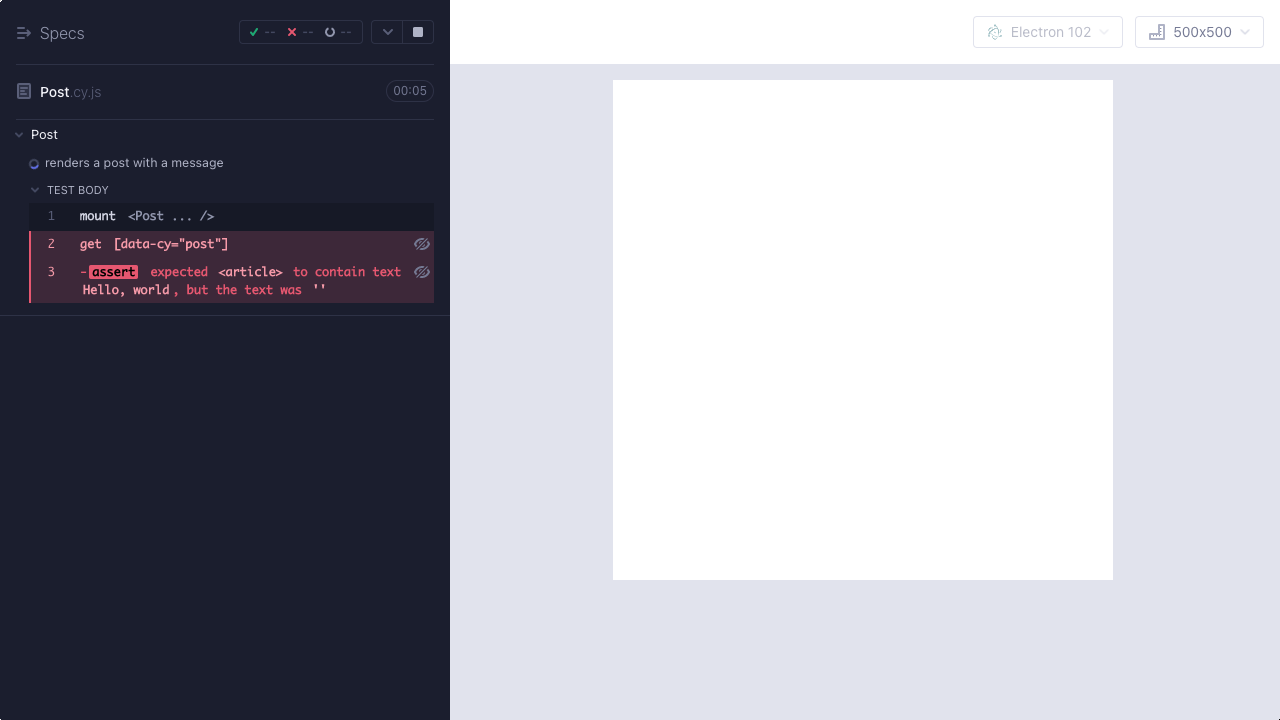 Specs
-- -- --
Post.cy.js 00:05
Post
renders a post with a message
TEST BODY
1 mount <Post ... />
2 get [data-cy="post"]
3 -assert expected <article> to contain text
Hello, world, but the text was ''
Electron 102
500x500